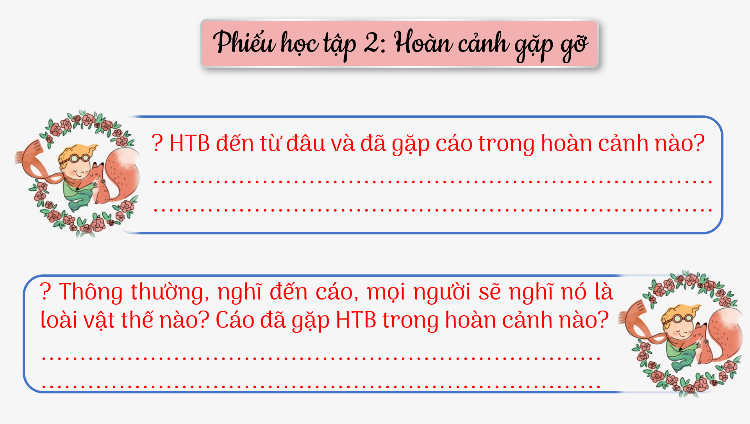 Phiếu học tập 2: Hoàn cảnh gặp gỡ
? HTB đến từ đâu và đã gặp cáo trong hoàn cảnh nào?
........................................................................
........................................................................
? Thông thường, nghĩ đến cáo, mọi người sẽ nghĩ nó là
loài vật thế nào? Cáo đã gặp HTB trong hoàn cảnh nào?
........................................................................
........................................................................